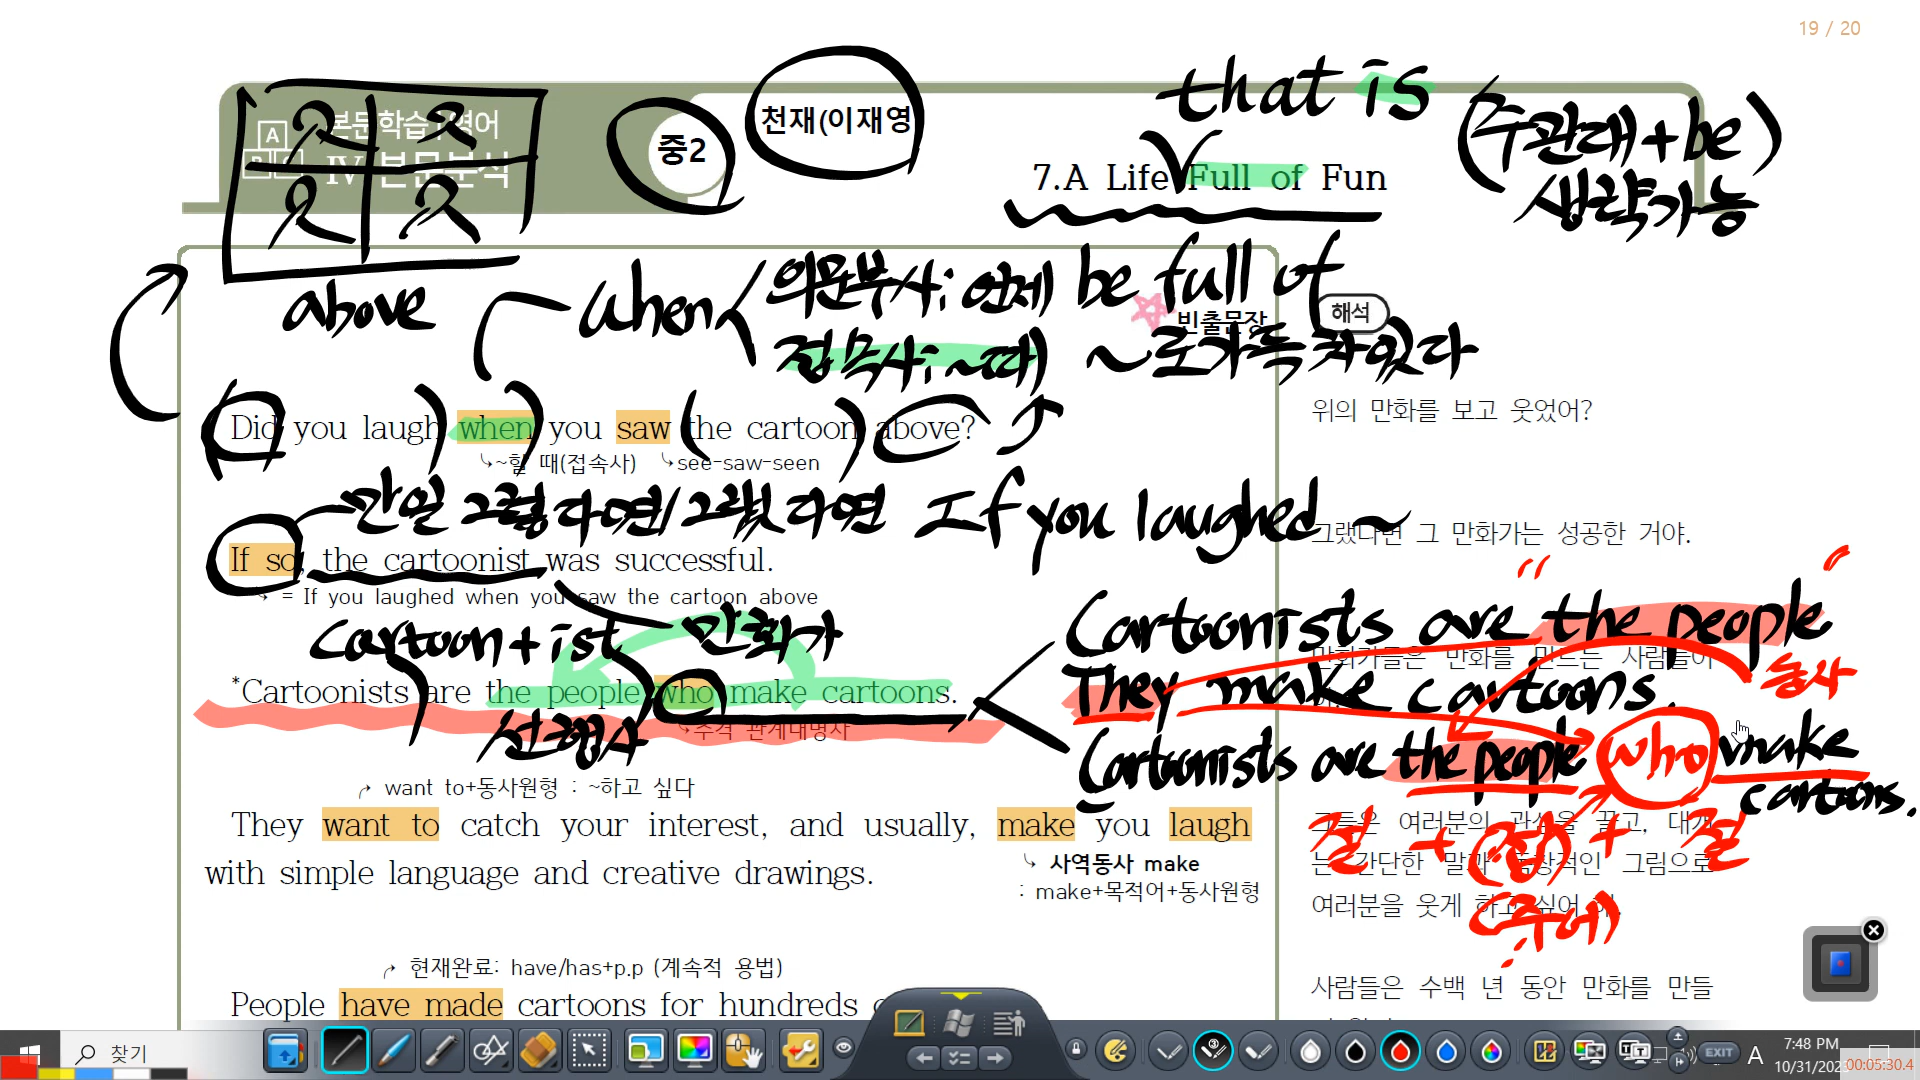 19 / 20
본문학습 영어
IV 본문분석
A
중2
천재(이재영
7.A Life Full of Fun
that is
(주관대+be)
생략가능
above
when
의문부사: 언제
접속사: ~때
be full of
~로 가득 차있다
빈출문장
해석
Did you laugh when you saw the cartoon above?
위의 만화를 보고 웃었어?
~할 때(접속사)
see-saw-seen
만일 그렇다면/그랬다면
If you laughed ~
If so, the cartoonist was successful.
그랬다면 그 만화가는 성공한 거야.
= If you laughed when you saw the cartoon above
cartoon+ist
만화가
*Cartoonists are the people who make cartoons.
만화가들은 만화를 만드는 사람들이
선행사
주격 관계대명사
Cartoonists are the people
They make cartoons.
동사
Cartoonists are the people who make
cartoons.
want to+동사원형 : ~하고 싶다
They want to catch your interest, and usually, make you laugh
그들은 여러분의 관심을 끌고, 대개
절 + (접) + 절
(주어)
사역동사 make
: make+목적어+동사원형
with simple language and creative drawings.
는 간단한 말과 독창적인 그림으로
여러분을 웃게 하고 싶어 해.
현재완료: have/has+p.p (계속적 용법)
People have made cartoons for hundreds
사람들은 수백 년 동안 만화를 만들
찾기
EXIT
A
7:48 PM
10/31/202
00:05:30.4